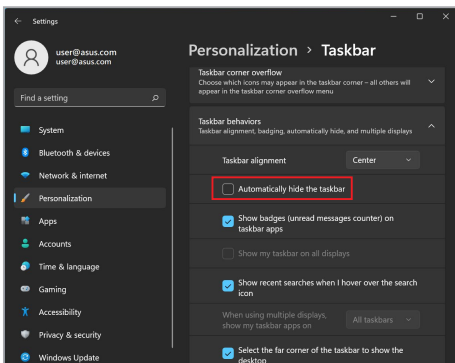 Settings
user@asus.com
user@asus.com
Find a setting
System
Bluetooth & devices
Network & internet
Personalization
Apps
Accounts
Time & language
Gaming
Accessibility
Privacy & security
Windows Update
Personalization > Taskbar
Taskbar corner overflow
Choose which icons may appear in the taskbar corner – all others will
appear in the taskbar corner overflow menu
Taskbar behaviors
Taskbar alignment, badging, automatically hide, and multiple displays
Taskbar alignment
Center
Automatically hide the taskbar
Show badges (unread messages counter) on
taskbar apps
Show my taskbar on all displays
Show recent searches when I hover over the search
icon
When using multiple displays,
show my taskbar apps on
All taskbars
Select the far corner of the taskbar to show the
desktop